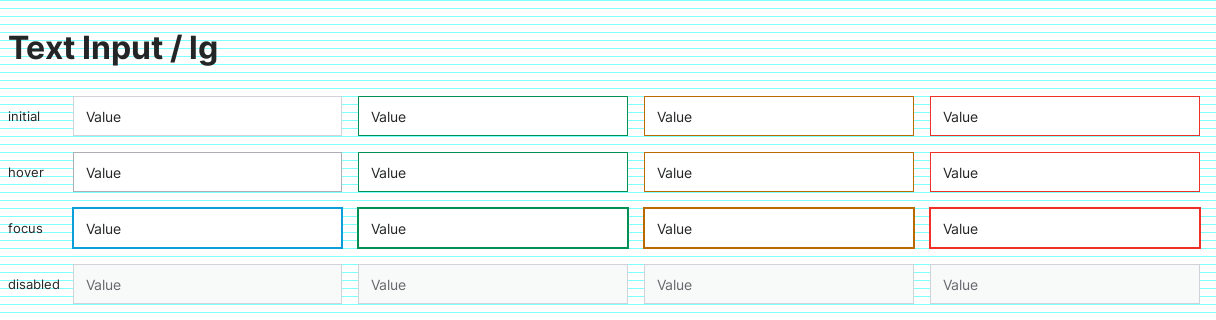 Text Input / lg
initial Value Value Value Value
hover Value Value Value Value
focus Value Value Value Value
disabled Value Value Value Value